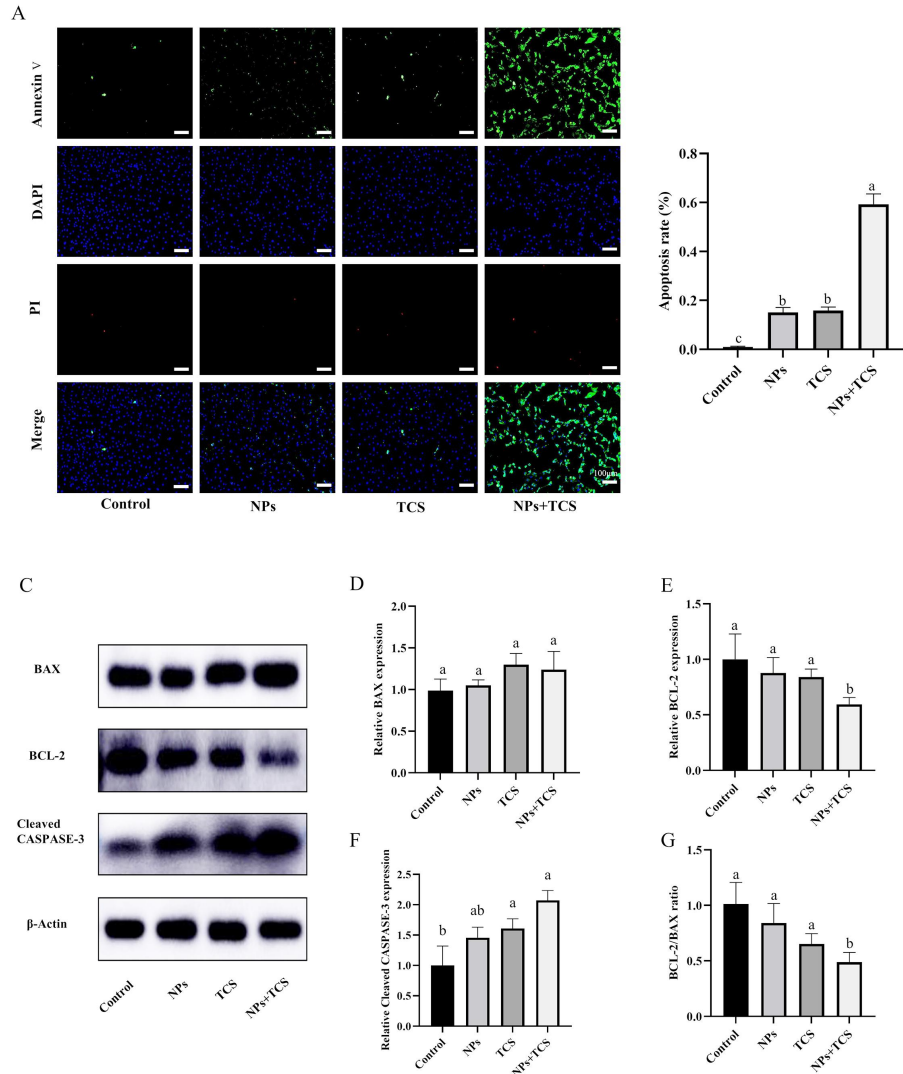 A
Annexin V
DAPI
PI
Merge
100μm
Control
NPs
TCS
NPs+TCS
Apoptosis rate (%)
0.8
0.6
0.4
0.2
0.0
c
b
b
a
Control
NPs
TCS
NPs+TCS
C
BAX
BCL-2
Cleaved
CASPASE-3
β-Actin
Control
NPs
TCS
NPs+TCS
D
Relative BAX expression
2.0
1.5
1.0
0.5
0.0
a
a
a
a
Control
NPs
TCS
NPs+TCS
E
Relative BCL-2 expression
1.5
1.0
0.5
0.0
a
a
a
b
Control
NPs
TCS
NPs+TCS
F
Relative Cleaved CASPASE-3 expression
2.5
2.0
1.5
1.0
0.5
0.0
b
ab
a
a
Control
NPs
TCS
NPs+TCS
G
BCL-2/BAX ratio
1.5
1.0
0.5
0.0
a
a
a
b
Control
NPs
TCS
NPs+TCS